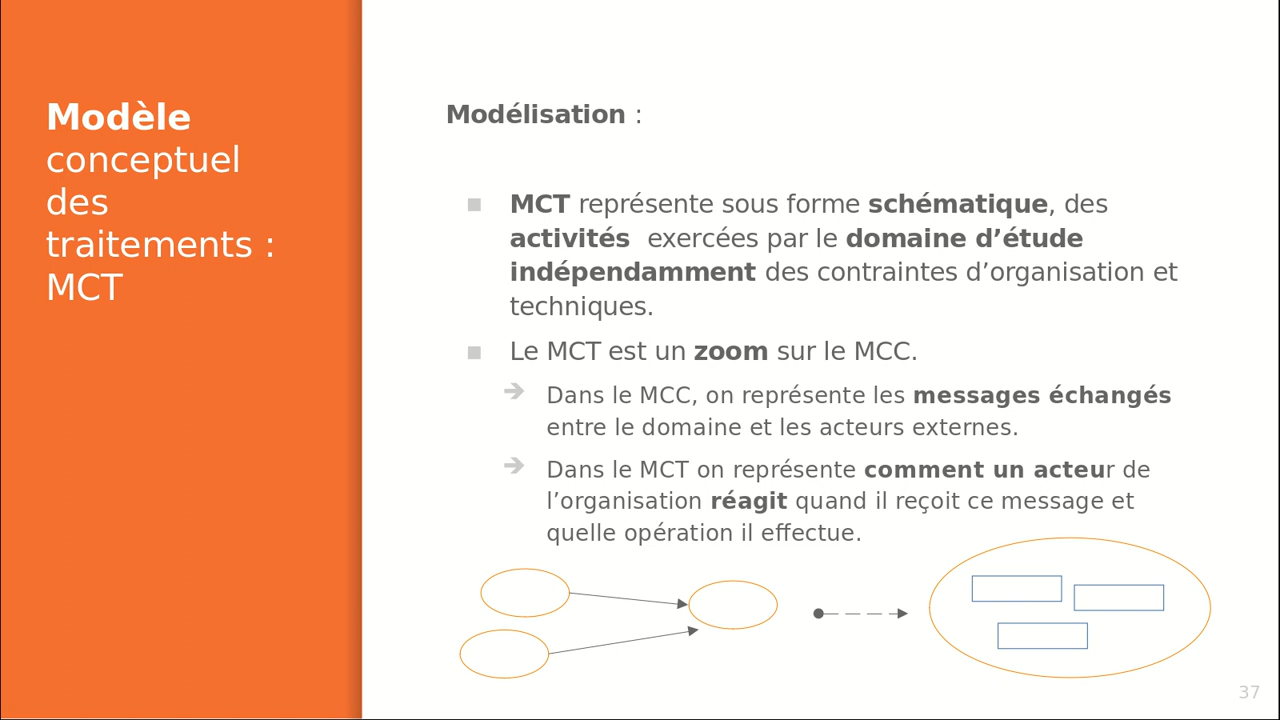 Modèle
conceptuel
des
traitements :
MCT
Modélisation :
MCT représente sous forme schématique, des
activités  exercées par le domaine d’étude
indépendamment des contraintes d’organisation et
techniques.
Le MCT est un zoom sur le MCC.
Dans le MCC, on représente les messages échangés
entre le domaine et les acteurs externes.
Dans le MCT on représente comment un acteur de
l’organisation réagit quand il reçoit ce message et
quelle opération il effectue.
37